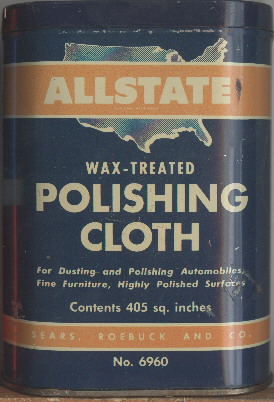 ALLSTATE
WAX-TREATED
POLISHING
CLOTH
For Dusting and Polishing Automobiles,
Fine Furniture, Highly Polished Surfaces
Contents 405 sq. inches
SEARS, ROEBUCK AND CO.
No. 6960